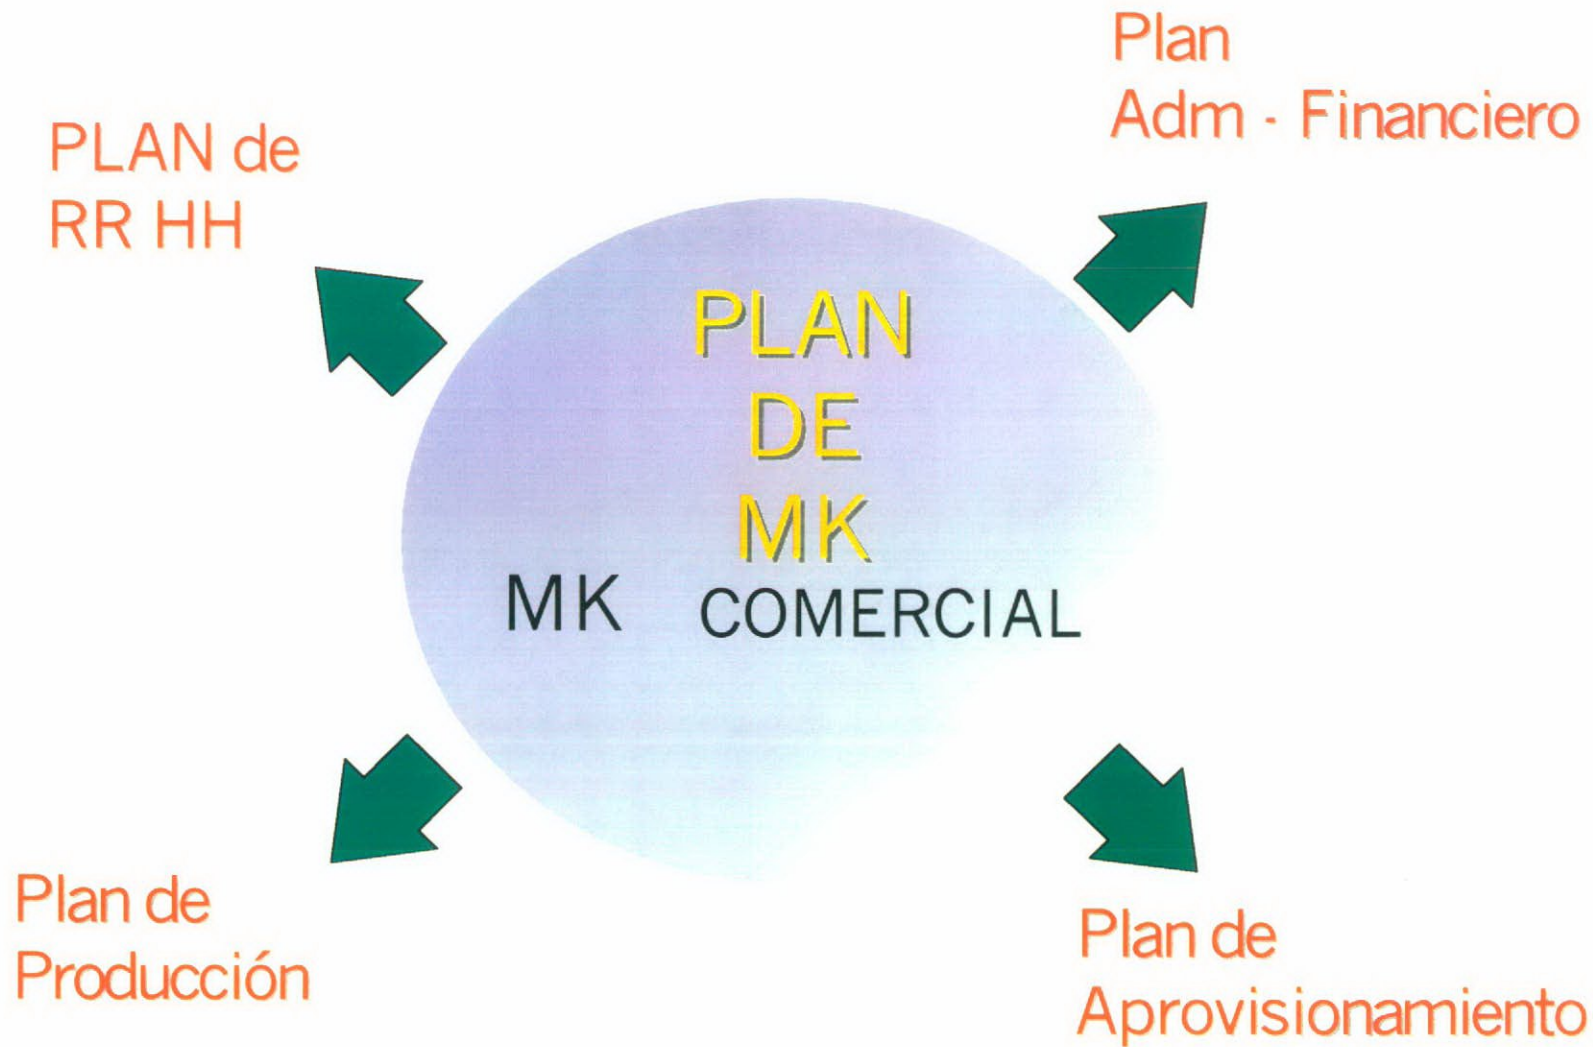 Plan
Adm - Financiero
PLAN de
RR HH
PLAN
DE
MK
MK COMERCIAL
Plan de
Producción
Plan de
Aprovisionamiento